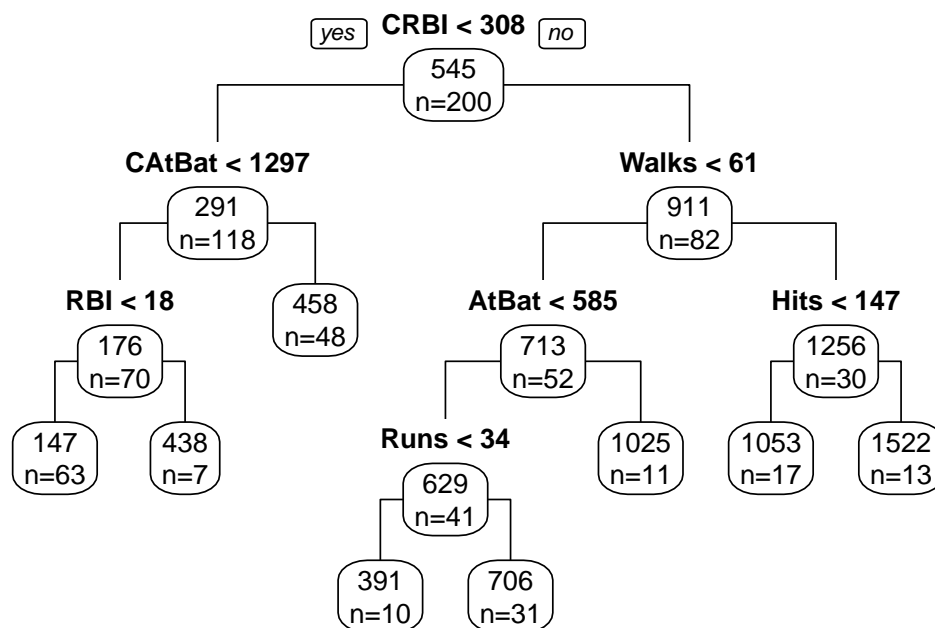 yes CRBI < 308 no
545
n=200
CAtBat < 1297
Walks < 61
291
n=118
911
n=82
RBI < 18
458
n=48
AtBat < 585
Hits < 147
176
n=70
713
n=52
1256
n=30
147
n=63
438
n=7
Runs < 34
1025
n=11
1053
n=17
1522
n=13
629
n=41
391
n=10
706
n=31